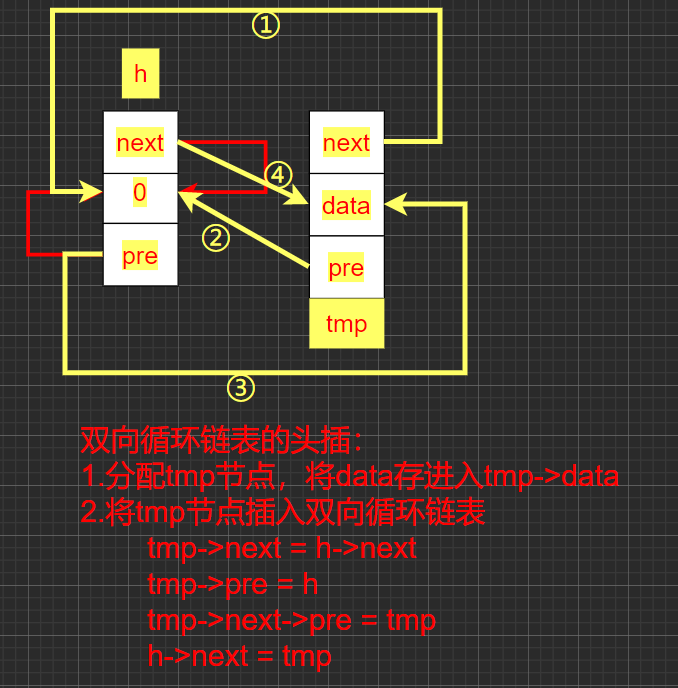 ①
h
next
next
④
0
data
②
pre
pre
tmp
③
双向循环链表的头插：
1.分配tmp节点，将data存进入tmp->data
2.将tmp节点插入双向循环链表
tmp->next = h->next
tmp->pre = h
tmp->next->pre = tmp
h->next = tmp